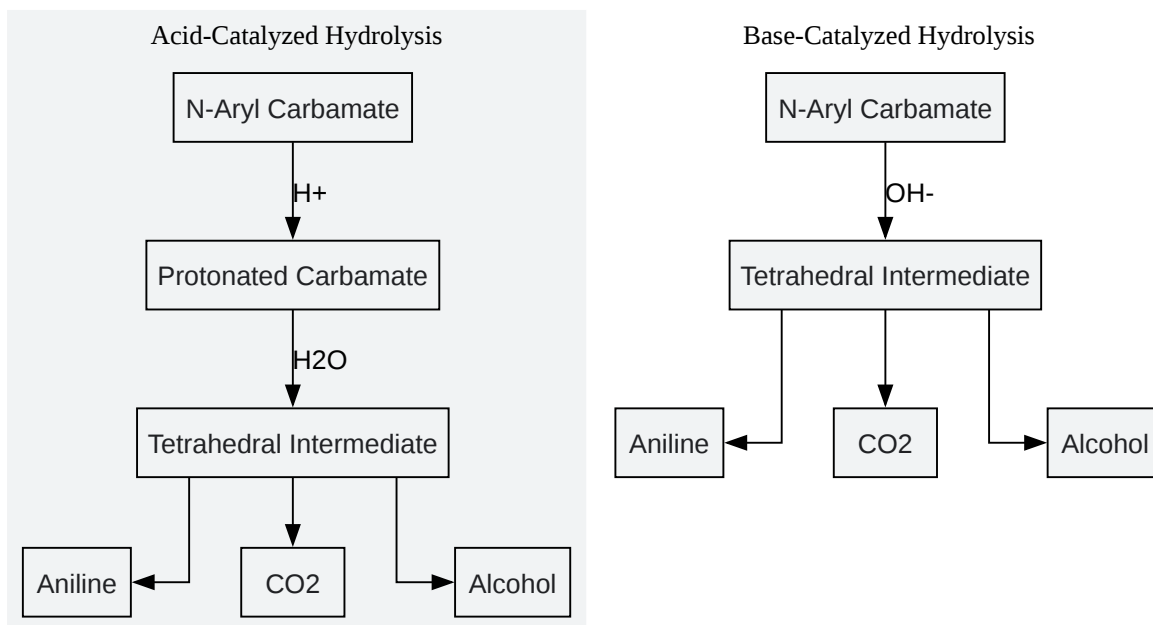 Acid-Catalyzed Hydrolysis
N-Aryl Carbamate
H+
Protonated Carbamate
H2O
Tetrahedral Intermediate
Aniline
CO2
Alcohol
Base-Catalyzed Hydrolysis
N-Aryl Carbamate
OH-
Tetrahedral Intermediate
Aniline
CO2
Alcohol